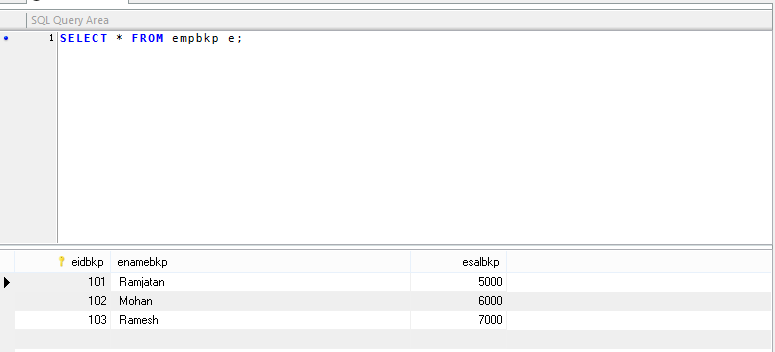 SQL Query Area
1 SELECT * FROM empbkp e;
eidbkp enamebkp esalbkp
101 Ramjatan 5000
102 Mohan 6000
103 Ramesh 7000